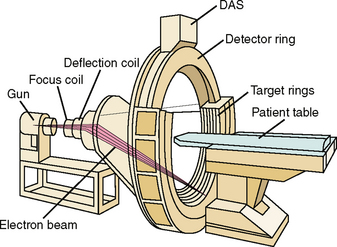 DAS
Detector ring
Deflection coil
Focus coil
Gun
Target rings
Patient table
Electron beam